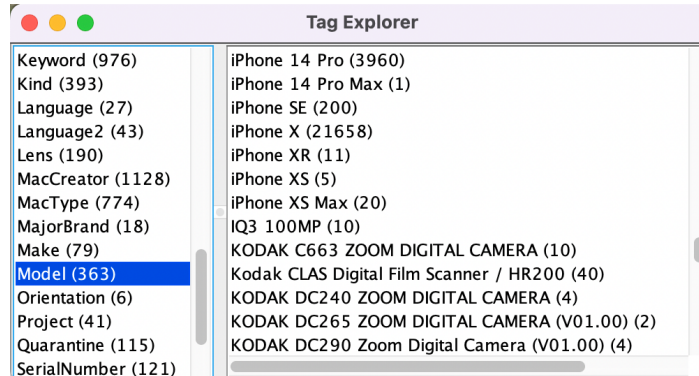 Tag Explorer
Keyword (976)
Kind (393)
Language (27)
Language2 (43)
Lens (190)
MacCreator (1128)
MacType (774)
MajorBrand (18)
Make (79)
Model (363)
Orientation (6)
Project (41)
Quarantine (115)
SerialNumber (121)
iPhone 14 Pro (3960)
iPhone 14 Pro Max (1)
iPhone SE (200)
iPhone X (21658)
iPhone XR (11)
iPhone XS (5)
iPhone XS Max (20)
IQ3 100MP (10)
KODAK C663 ZOOM DIGITAL CAMERA (10)
Kodak CLAS Digital Film Scanner / HR200 (40)
KODAK DC240 ZOOM DIGITAL CAMERA (4)
KODAK DC265 ZOOM DIGITAL CAMERA (V01.00) (2)
KODAK DC290 Zoom Digital Camera (V01.00) (4)